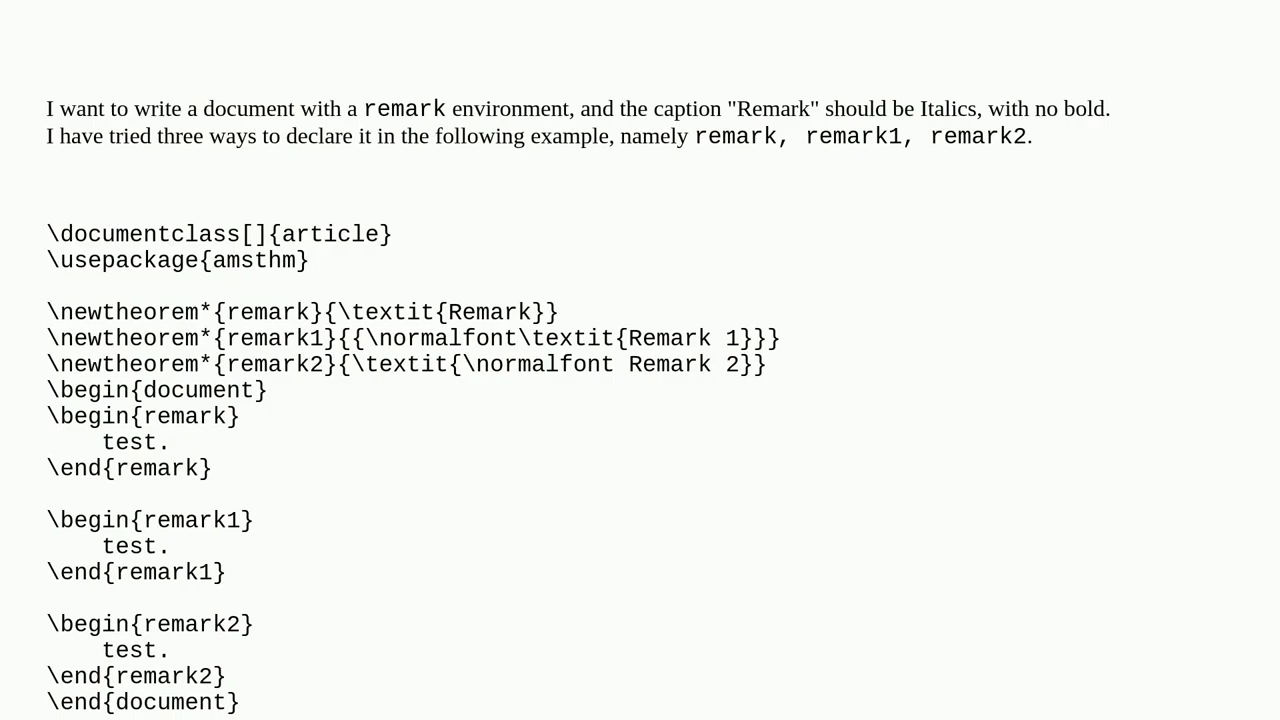 I want to write a document with a remark environment, and the caption "Remark" should be Italics, with no bold.
I have tried three ways to declare it in the following example, namely remark, remark1, remark2.
\documentclass[]{article}
\usepackage{amsthm}
\newtheorem*{remark}{\textit{Remark}}
\newtheorem*{remark1}{{\normalfont\textit{Remark 1}}}
\newtheorem*{remark2}{\textit{\normalfont Remark 2}}
\begin{document}
\begin{remark}
    test.
\end{remark}
\begin{remark1}
    test.
\end{remark1}
\begin{remark2}
    test.
\end{remark2}
\end{document}